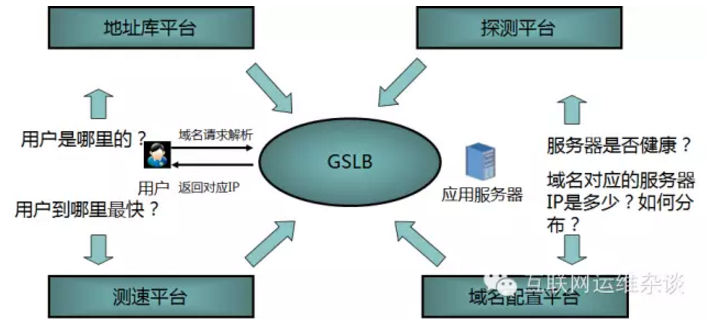 地址库平台
探测平台
用户是哪里的？
域名请求解析
GSLB
服务器是否健康？
用户
返回对应IP
应用服务器
域名对应的服务器
IP是多少？如何分
布？
用户到哪里最快？
测速平台
域名配置平台
互联网运维杂谈